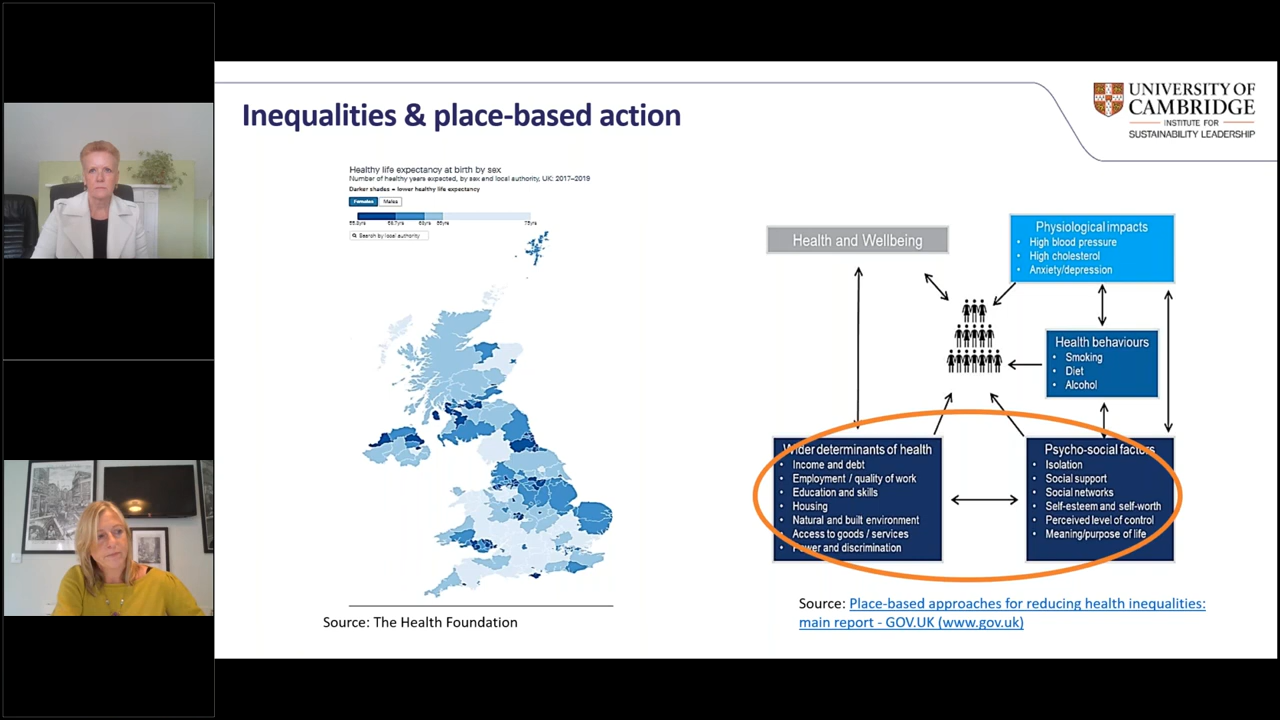 Inequalities & place-based action
UNIVERSITY OF
CAMBRIDGE
INSTITUTE FOR
SUSTAINABILITY LEADERSHIP
Healthy life expectancy at birth by sex
Number of healthy years expected, by sex and local authority, UK: 2017–2019
Darker shades = lower healthy life expectancy
Females Males
75yrs
Search by local authority
Source: The Health Foundation
Health and Wellbeing
Physiological impacts
• High blood pressure
• High cholesterol
• Anxiety/depression
Health behaviours
• Smoking
• Diet
• Alcohol
Wider determinants of health
• Income and debt
• Employment / quality of work
• Education and skills
• Housing
• Natural and built environment
• Access to goods / services
• Power and discrimination
Psycho-social factors
• Isolation
• Social support
• Social networks
• Self-esteem and self-worth
• Perceived level of control
• Meaning/purpose of life
Source: Place-based approaches for reducing health inequalities:
main report - GOV.UK (www.gov.uk)